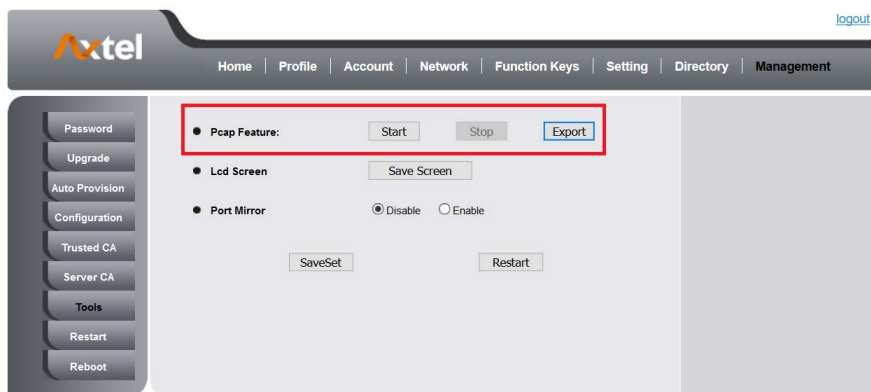 logout
Axtel
Home | Profile | Account | Network | Function Keys | Setting | Directory | Management
Password
Upgrade
Auto Provision
Configuration
Trusted CA
Server CA
Tools
Restart
Reboot
Pcap Feature: Start Stop Export
Lcd Screen Save Screen
Port Mirror Disable Enable
SaveSet Restart